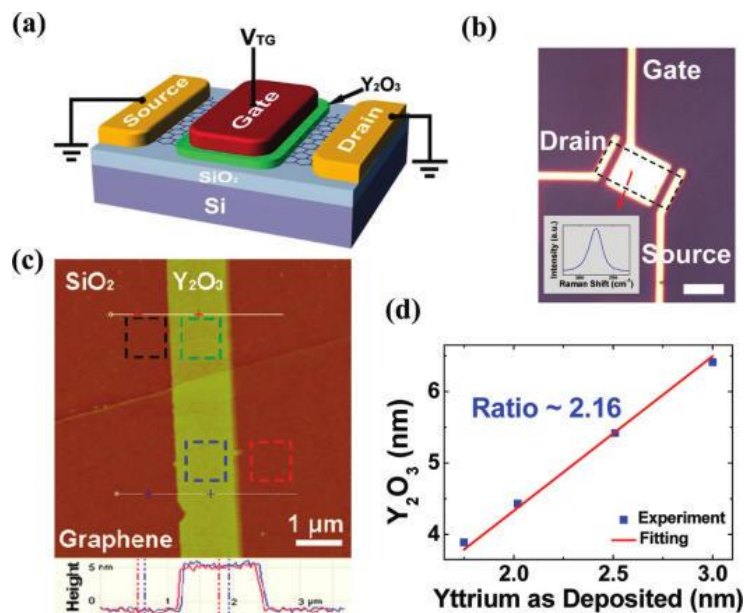 (a)
V_TG
Y₂O₃
Source
Gate
Drain
SiO₂
Si
(b)
Gate
Drain
Source
Intensity (a.u.)
Raman Shift (cm⁻¹)
(c)
SiO₂ Y₂O₃
Graphene
1 μm
Height
5 nm
0 1 2 3 μm
(d)
Ratio ~ 2.16
Y₂O₃ (nm)
6
5
4
Experiment
Fitting
2.0 2.5 3.0
Yttrium as Deposited (nm)